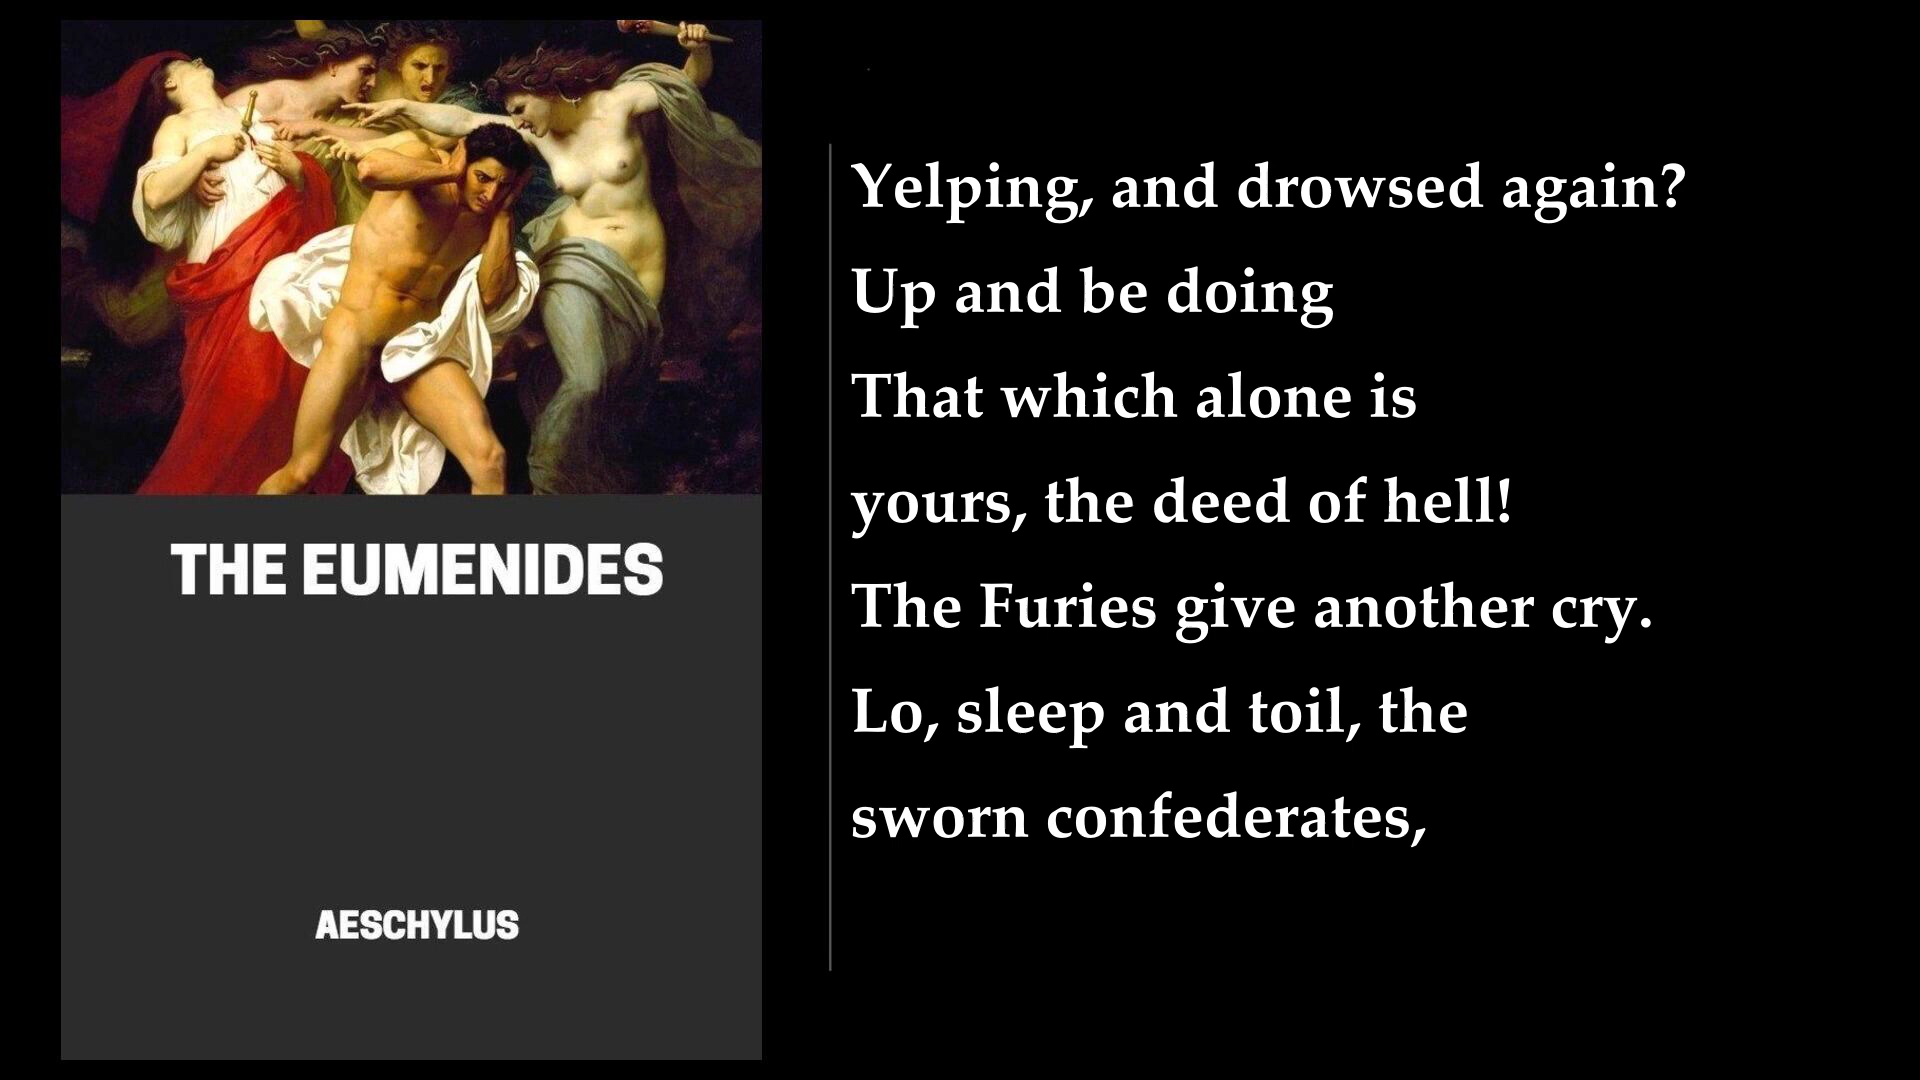 THE EUMENIDES
AESCHYLUS
Yelping, and drowsed again?
Up and be doing
That which alone is
yours, the deed of hell!
The Furies give another cry.
Lo, sleep and toil, the
sworn confederates,